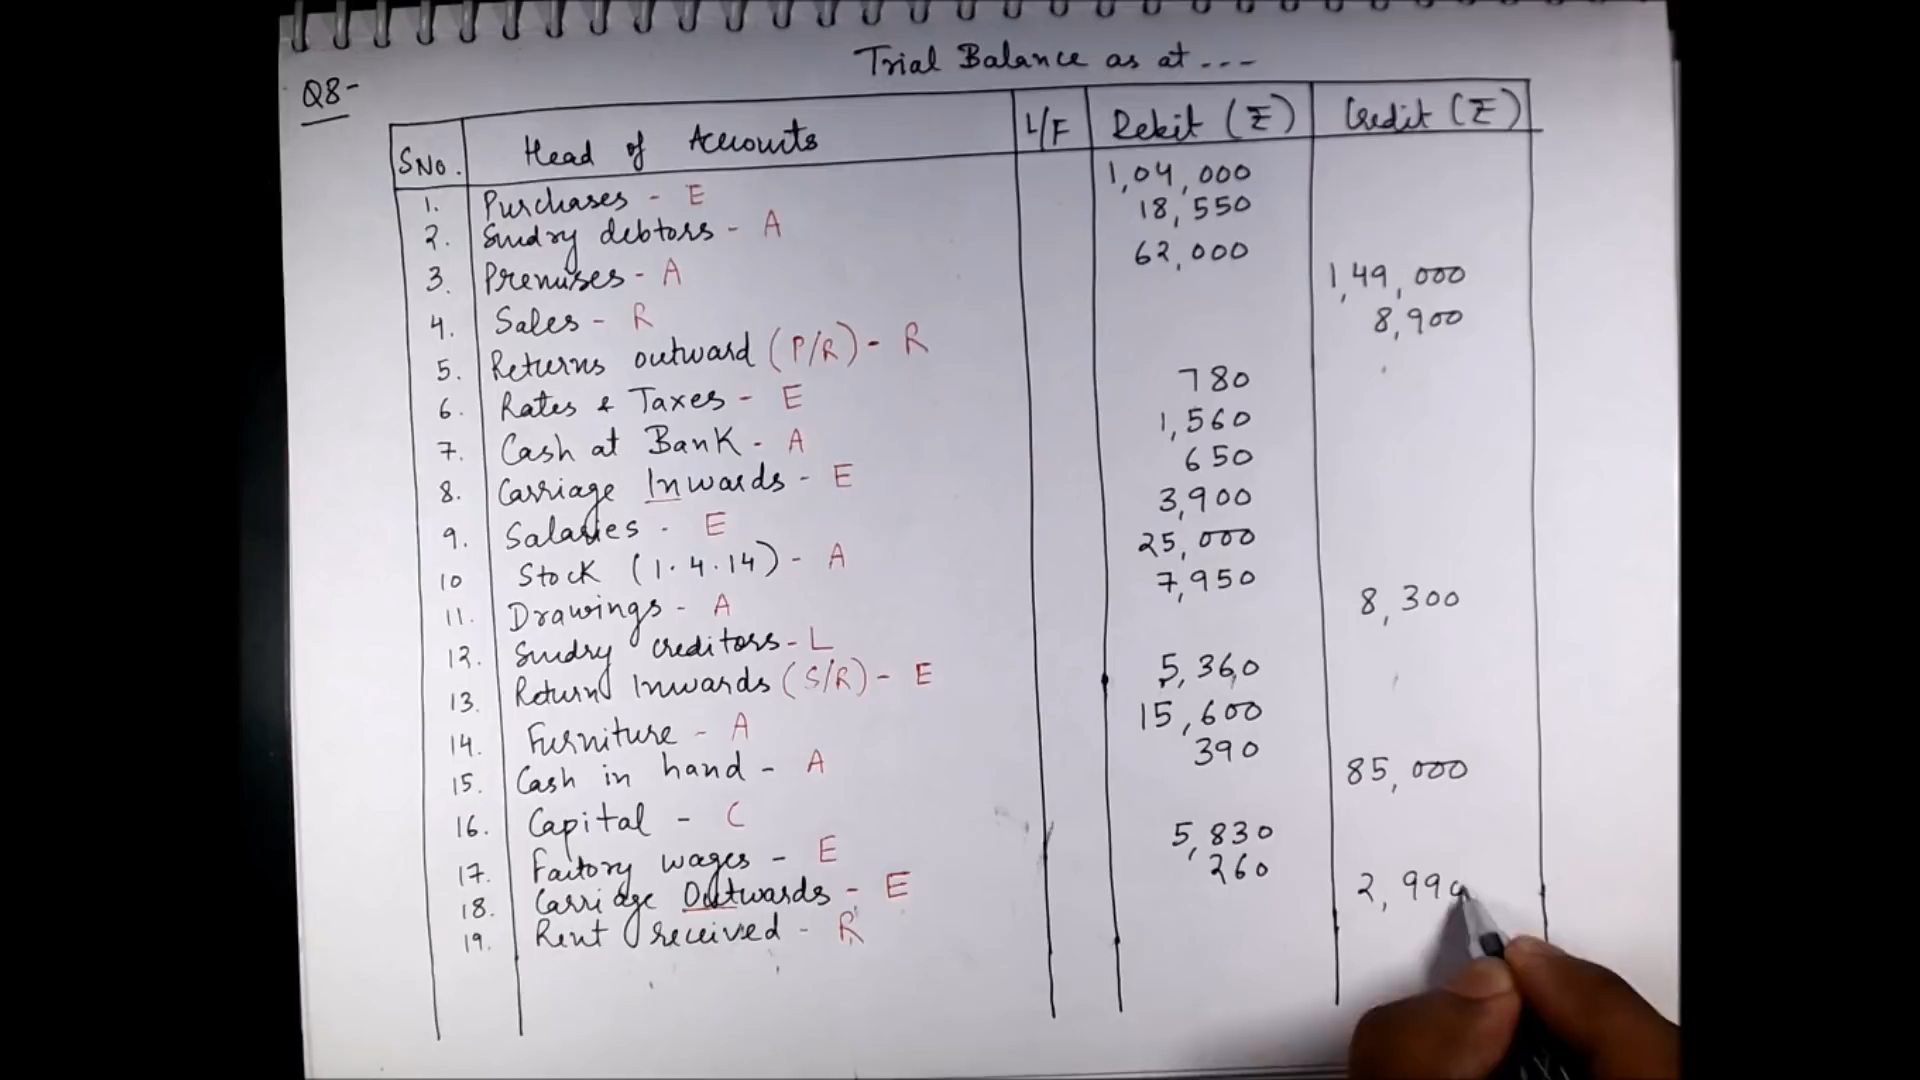 Trial Balance as at ---
Q8-
S No. Head of Accounts L/F Debit (₹) Credit (₹)
1. Purchases - E 1,04,000
2. Sundry debtors - A 18,550
3. Premises - A 62,000
4. Sales - R 1,49,000
5. Returns outward (P/R) - R 8,900
6. Rates & Taxes - E 780
7. Cash at Bank - A 1,560
8. Carriage Inwards - E 650
9. Salaries - E 3,900
10 Stock (1.4.14) - A 25,000
11. Drawings - A 7,950
12. Sundry creditors - L 8,300
13. Return Inwards (S/R) - E 5,360
14. Furniture - A 15,600
15. Cash in hand - A 390
16. Capital - C 85,000
17. Factory wages - E 5,830
18. Carriage Outwards - E 260
19. Rent received - R